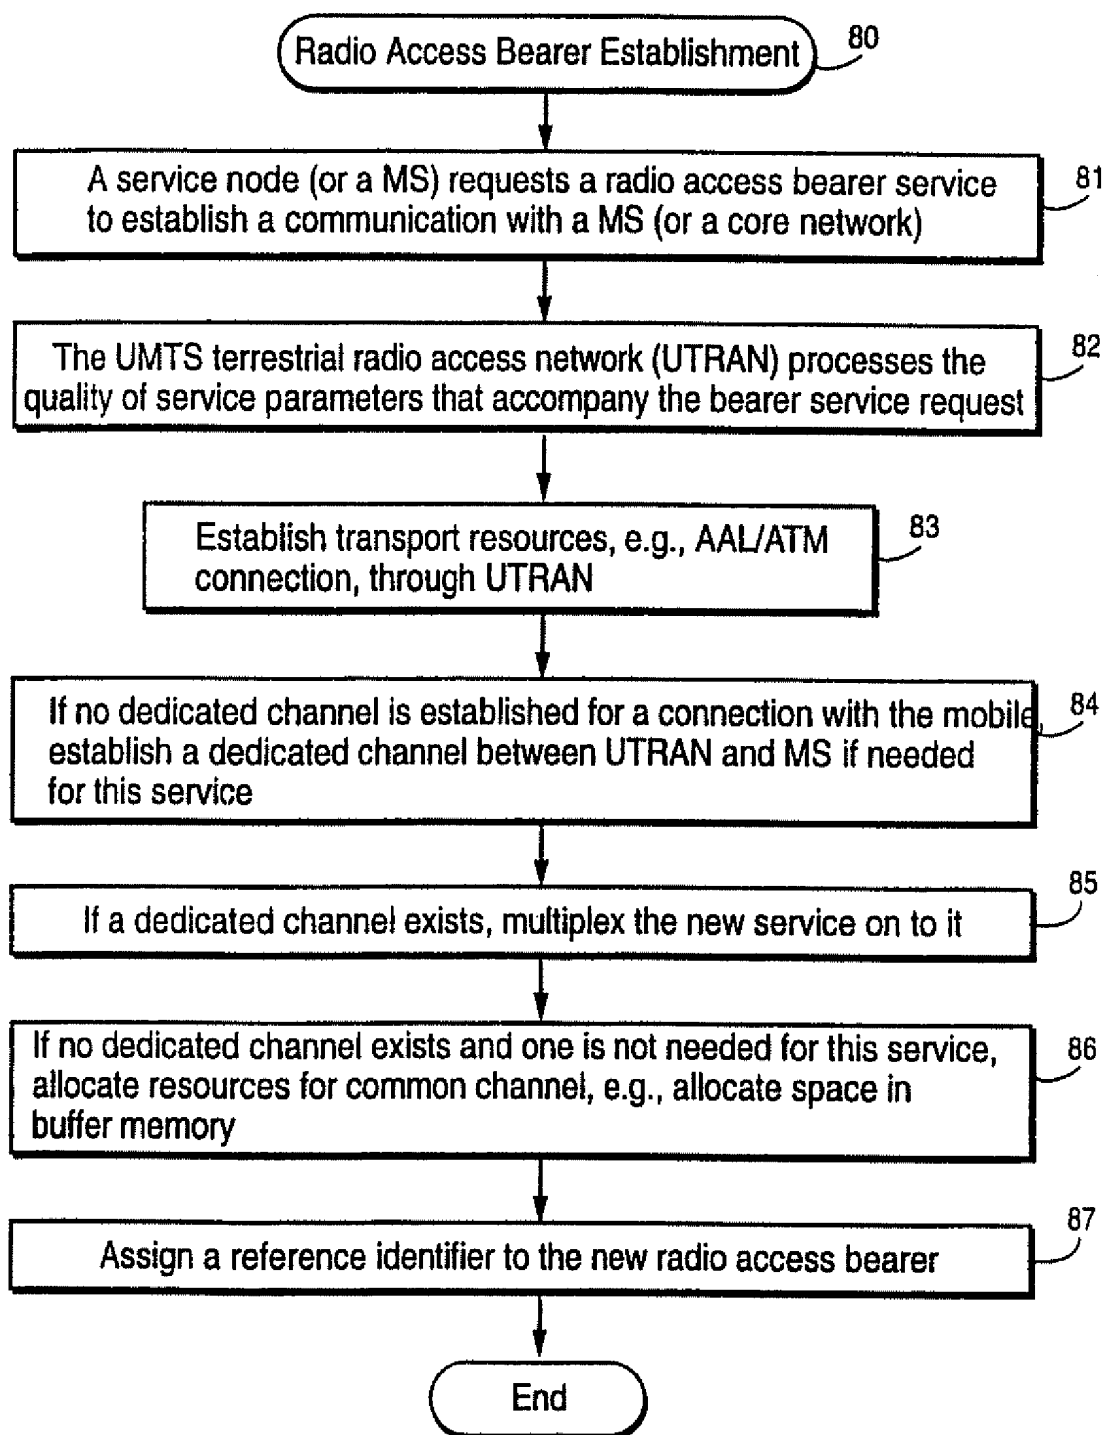 Radio Access Bearer Establishment
80
A service node (or a MS) requests a radio access bearer service
to establish a communication with a MS (or a core network)
81
The UMTS terrestrial radio access network (UTRAN) processes the
quality of service parameters that accompany the bearer service request
82
Establish transport resources, e.g., AAL/ATM
connection, through UTRAN
83
If no dedicated channel is established for a connection with the mobile,
establish a dedicated channel between UTRAN and MS if needed
for this service
84
If a dedicated channel exists, multiplex the new service on to it
85
If no dedicated channel exists and one is not needed for this service,
allocate resources for common channel, e.g., allocate space in
buffer memory
86
Assign a reference identifier to the new radio access bearer
87
End